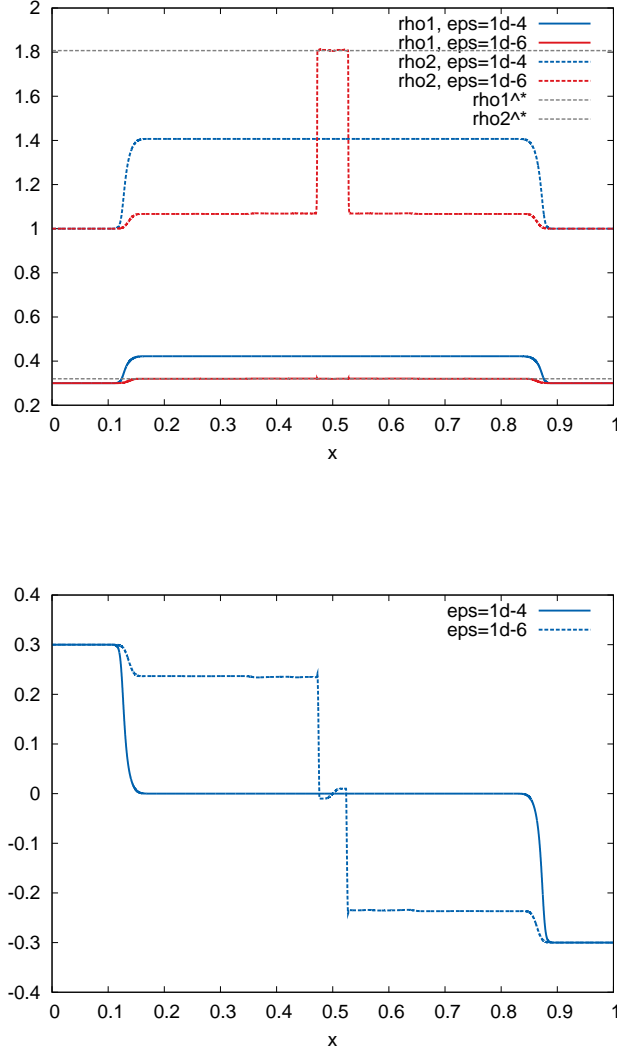 2
1.8
1.6
1.4
1.2
1
0.8
0.6
0.4
0.2
rho1, eps=1d-4
rho1, eps=1d-6
rho2, eps=1d-4
rho2, eps=1d-6
rho1^*
rho2^*
0 0.1 0.2 0.3 0.4 0.5 0.6 0.7 0.8 0.9 1
x
0.4
0.3
0.2
0.1
0
-0.1
-0.2
-0.3
-0.4
eps=1d-4
eps=1d-6
0 0.1 0.2 0.3 0.4 0.5 0.6 0.7 0.8 0.9 1
x